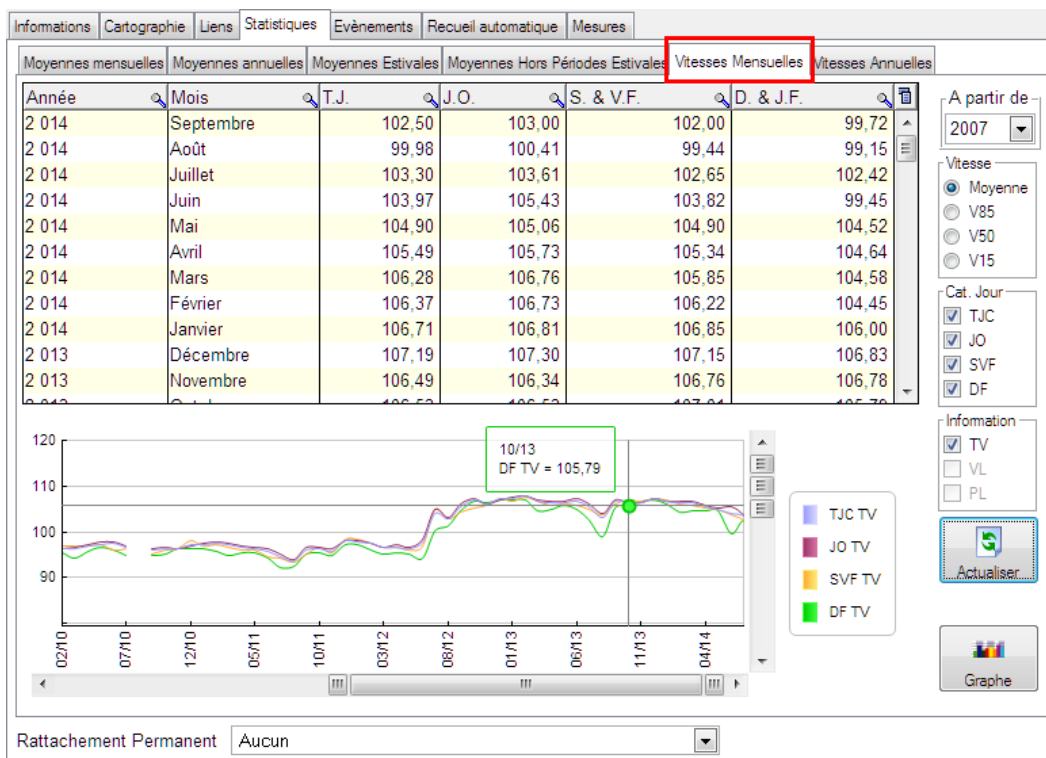 Informations Cartographie Liens Statistiques Evènements Recueil automatique Mesures
Moyennes mensuelles Moyennes annuelles Moyennes Estivales Moyennes Hors Périodes Estivales Vitesses Mensuelles Vitesses Annuelles
Année Mois T.J. J.O. S. & V.F. D. & J.F.
2 014 Septembre 102,50 103,00 102,00 99,72
2 014 Août 99,98 100,41 99,44 99,15
2 014 Juillet 103,30 103,61 102,65 102,42
2 014 Juin 103,97 105,43 103,82 99,45
2 014 Mai 104,90 105,06 104,90 104,52
2 014 Avril 105,49 105,73 105,34 104,64
2 014 Mars 106,28 106,76 105,85 104,58
2 014 Février 106,37 106,73 106,22 104,45
2 014 Janvier 106,71 106,81 106,85 106,00
2 013 Décembre 107,19 107,30 107,15 106,83
2 013 Novembre 106,49 106,34 106,76 106,78
A partir de
2007
Vitesse
Moyenne
V85
V50
V15
Cat. Jour
TJC
JO
SVF
DF
Information
TV
VL
PL
Actualiser
Graphe
120
110
100
90
10/13
DF TV = 105,79
TJC TV
JO TV
SVF TV
DF TV
02/10 07/10 12/10 05/11 10/11 03/12 08/12 01/13 06/13 11/13 04/14
Rattachement Permanent Aucun